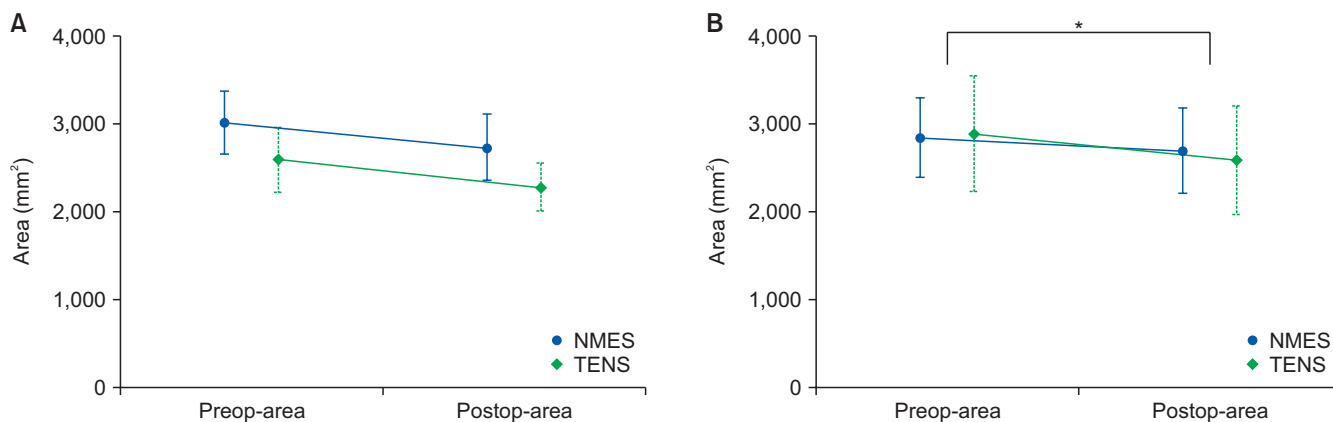 A
4,000
3,000
2,000
1,000
0
Area (mm²)
Preop-area
Postop-area
NMES
TENS
B
*
4,000
3,000
2,000
1,000
0
Area (mm²)
Preop-area
Postop-area
NMES
TENS